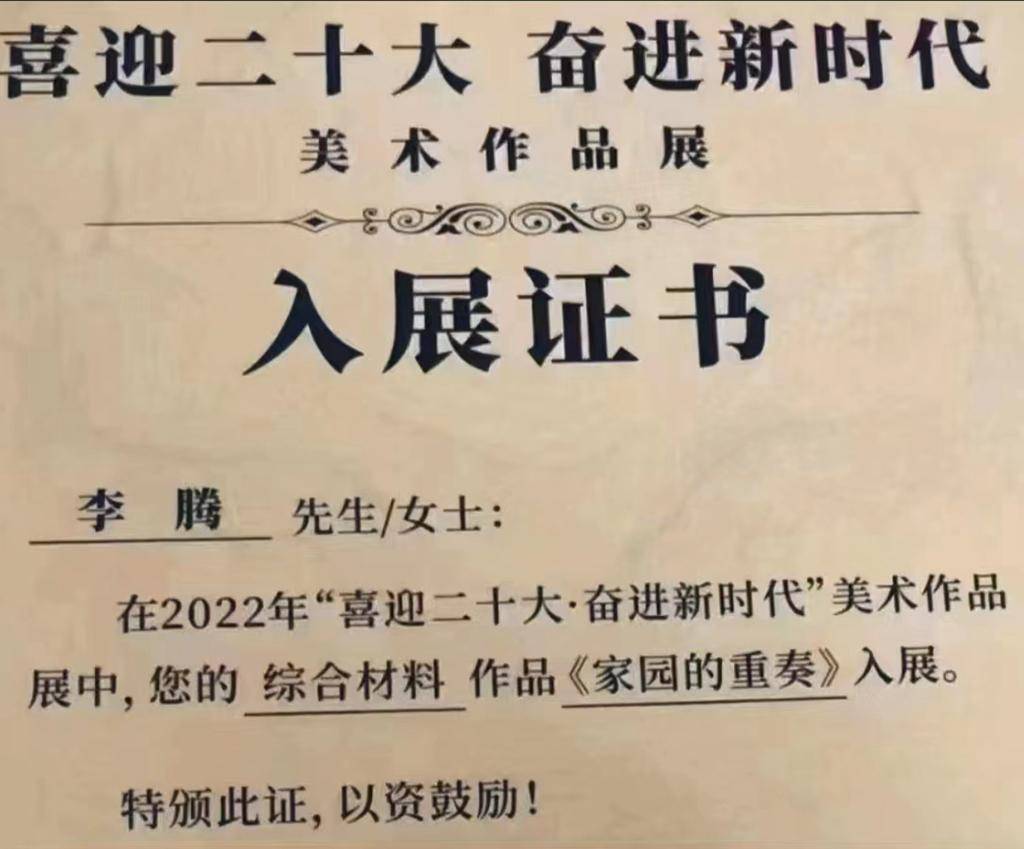 喜迎二十大 奋进新时代
美术作品展
入展证书
李 腾 先生/女士：
在2022年“喜迎二十大·奋进新时代”美术作品
展中，您的 综合材料 作品《家园的重奏》入展。
特颁此证，以资鼓励！